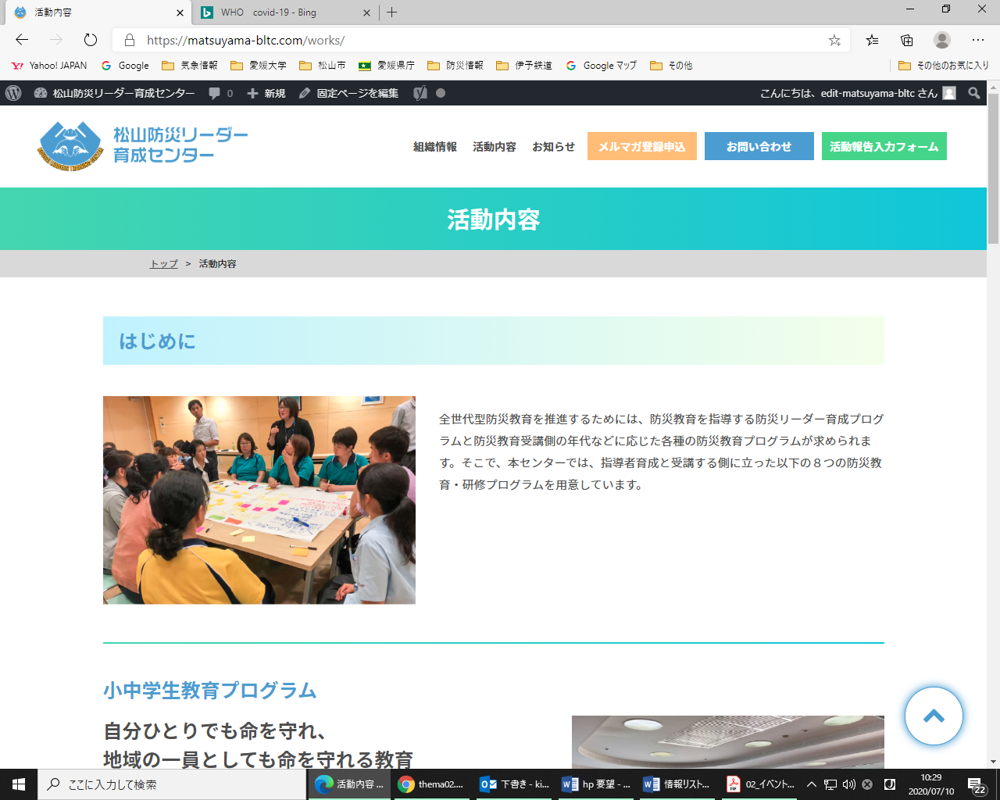 活動内容
WHO covid-19 - Bing
https://matsuyama-bltc.com/works/
Yahoo! JAPAN
Google
気象情報
愛媛大学
松山市
愛媛県庁
防災情報
伊予鉄道
Google マップ
その他
その他のお気に入り
松山防災リーダー育成センター
0
新規
固定ページを編集
こんにちは、edit-matsuyama-bltc さん
松山防災リーダー
育成センター
組織情報
活動内容
お知らせ
メルマガ登録申込
お問い合わせ
活動報告入力フォーム
活動内容
トップ > 活動内容
はじめに
全世代型防災教育を推進するためには、防災教育を指導する防災リーダー育成プログ
ラムと防災教育受講側の年代などに応じた各種の防災教育プログラムが求められま
す。そこで、本センターでは、指導者育成と受講する側に立った以下の８つの防災教
育・研修プログラムを用意しています。
小中学生教育プログラム
自分ひとりでも命を守れ、
地域の一員としても命を守れる教育
ここに入力して検索
活動内容 ...
thema02....
下書き - ki...
hp 要望 - ...
情報リスト...
02_イベント...
10:29
2020/07/10
22